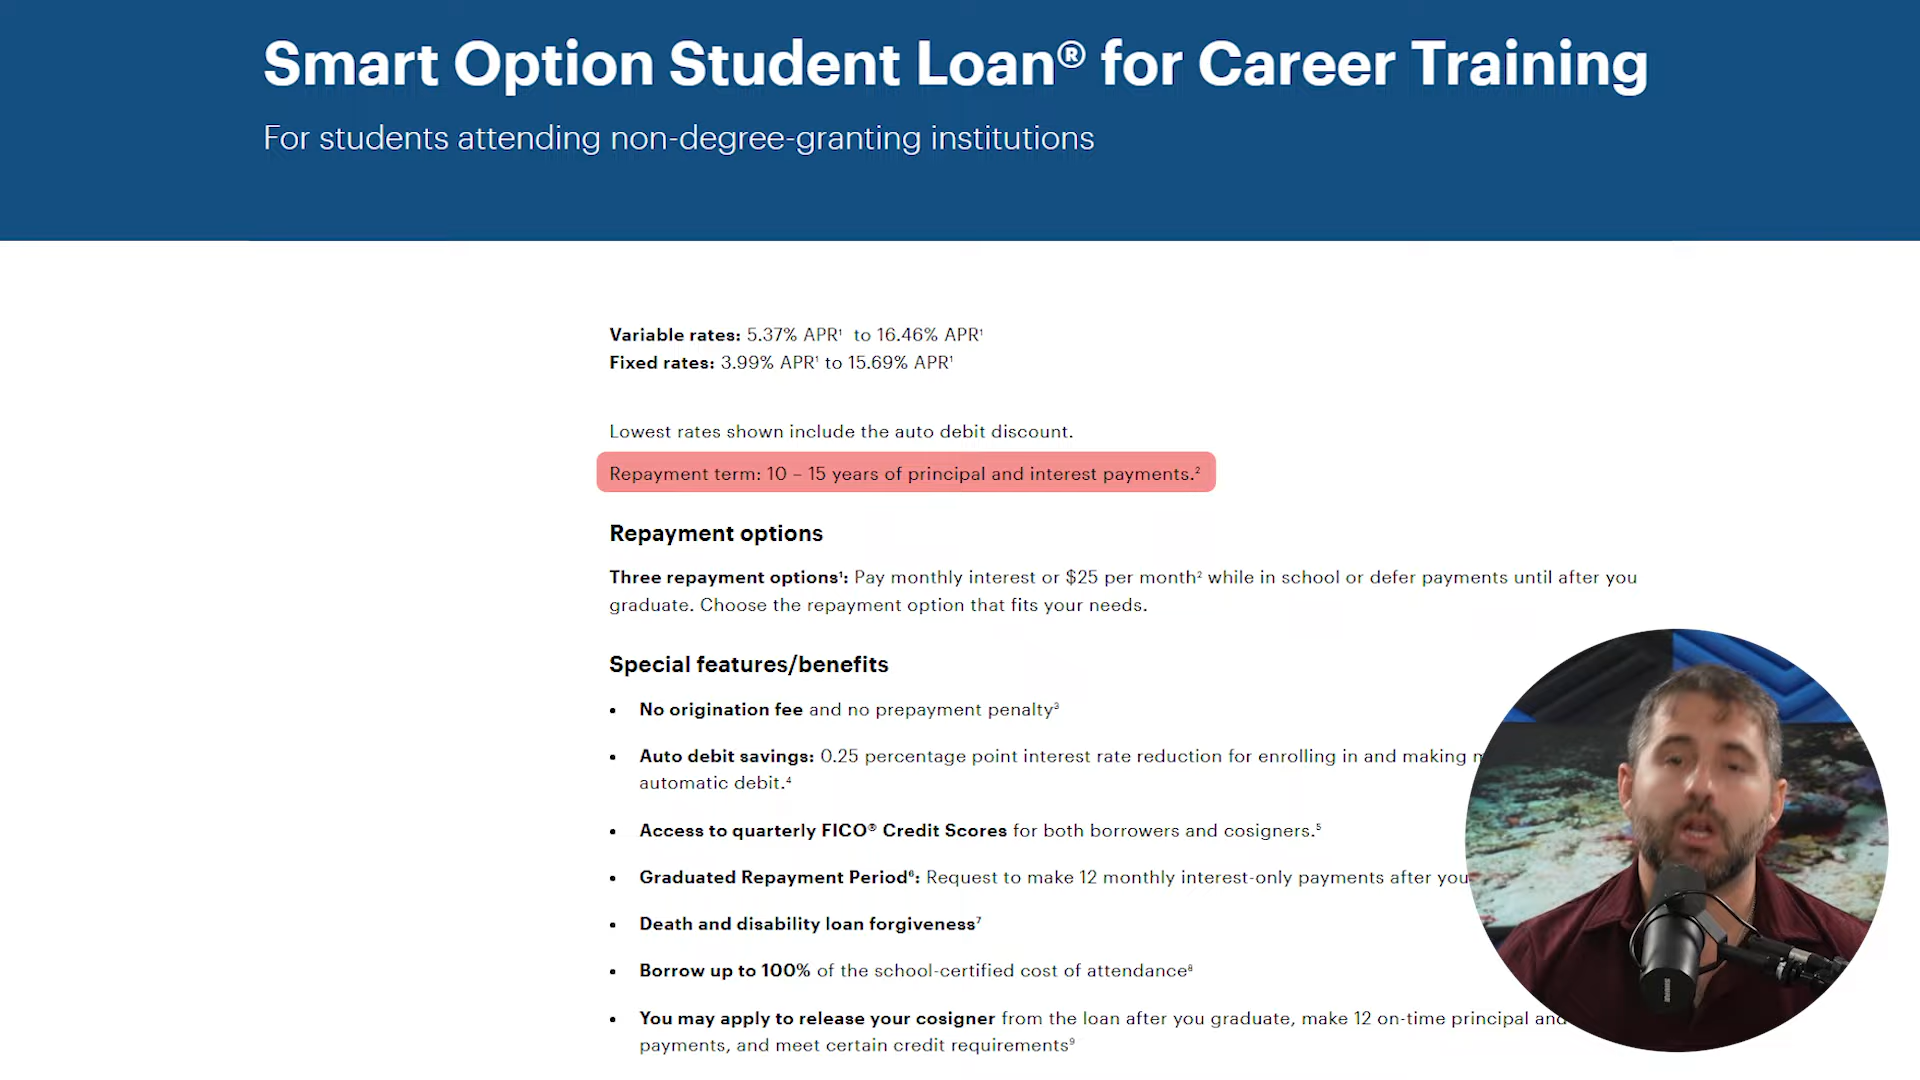 Smart Option Student Loan® for Career Training
For students attending non-degree-granting institutions
Variable rates: 5.37% APR¹ to 16.46% APR¹
Fixed rates: 3.99% APR¹ to 15.69% APR¹
Lowest rates shown include the auto debit discount.
Repayment term: 10 – 15 years of principal and interest payments.²
Repayment options
Three repayment options¹: Pay monthly interest or $25 per month² while in school or defer payments until after you
graduate. Choose the repayment option that fits your needs.
Special features/benefits
• No origination fee and no prepayment penalty³
• Auto debit savings: 0.25 percentage point interest rate reduction for enrolling in and making
automatic debit.⁴
• Access to quarterly FICO® Credit Scores for both borrowers and cosigners.⁵
• Graduated Repayment Period⁶: Request to make 12 monthly interest-only payments after you
• Death and disability loan forgiveness⁷
• Borrow up to 100% of the school-certified cost of attendance⁸
• You may apply to release your cosigner from the loan after you graduate, make 12 on-time principal and
payments, and meet certain credit requirements⁹